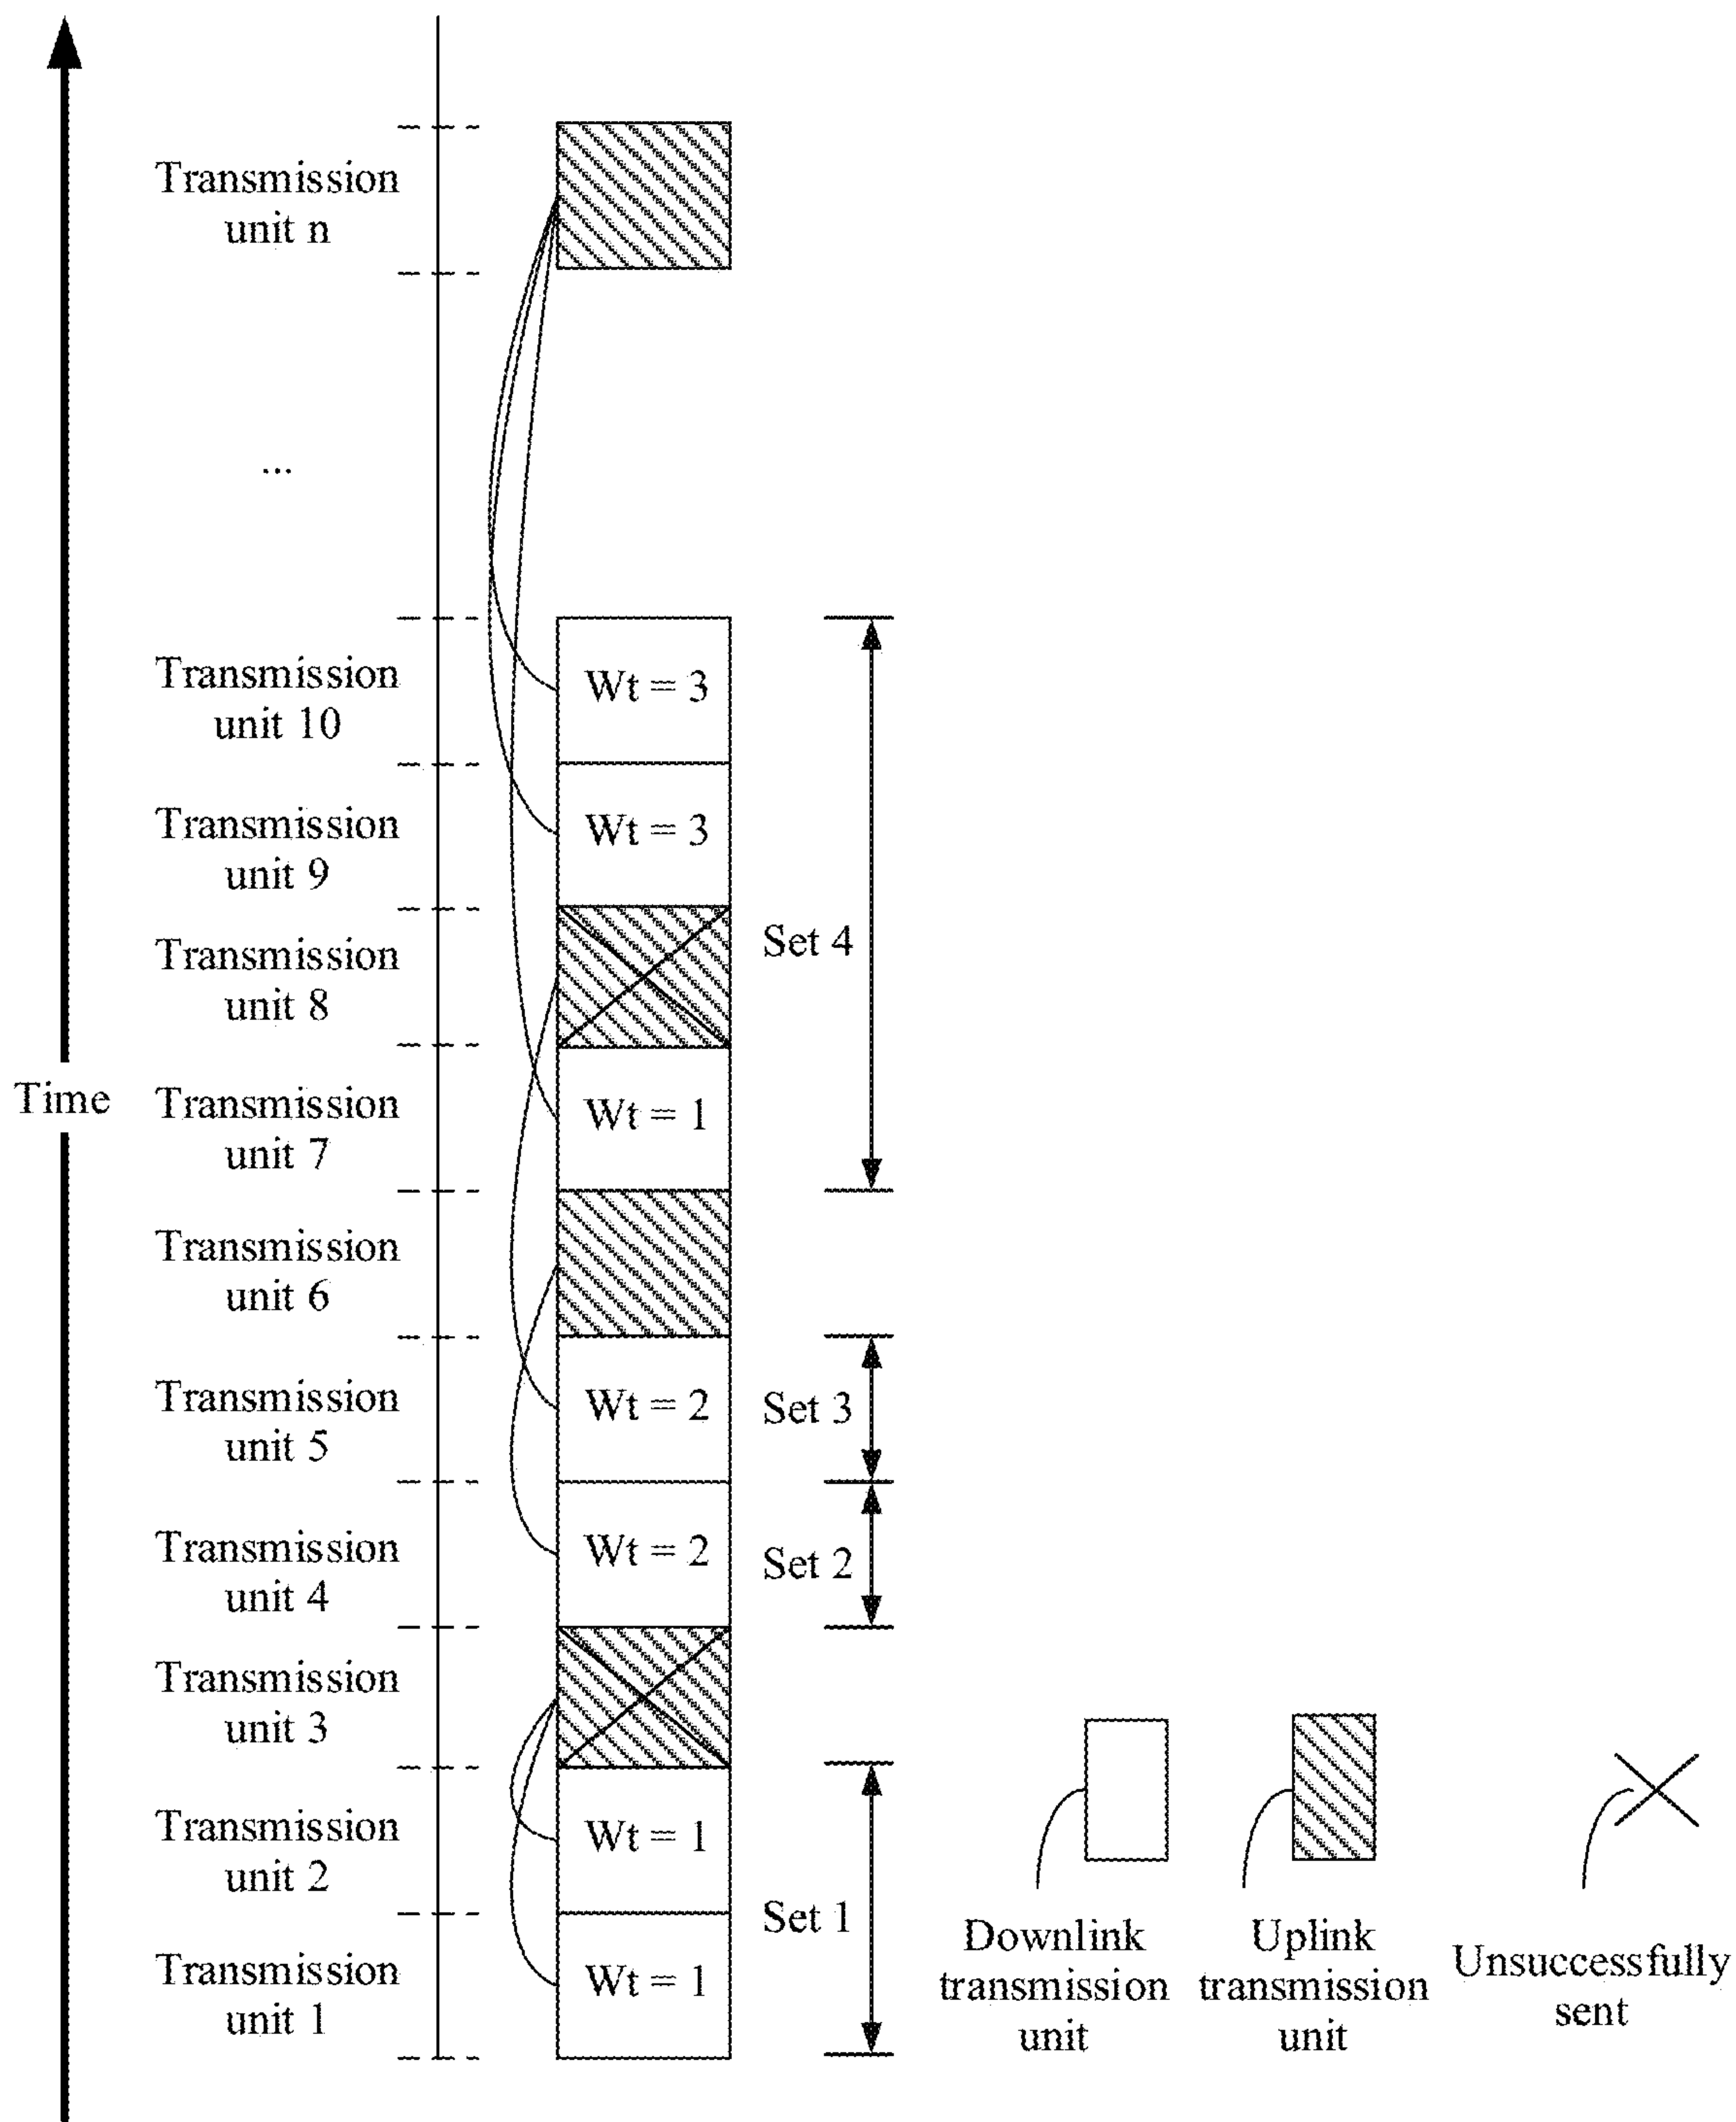 Transmission
unit n
...
Transmission
unit 10
Wt = 3
Transmission
unit 9
Wt = 3
Transmission
unit 8
Set 4
Time
Transmission
unit 7
Wt = 1
Transmission
unit 6
Transmission
unit 5
Wt = 2
Set 3
Transmission
unit 4
Wt = 2
Set 2
Transmission
unit 3
Transmission
unit 2
Wt = 1
Set 1
Transmission
unit 1
Wt = 1
Downlink
transmission
unit
Uplink
transmission
unit
Unsuccessfully
sent